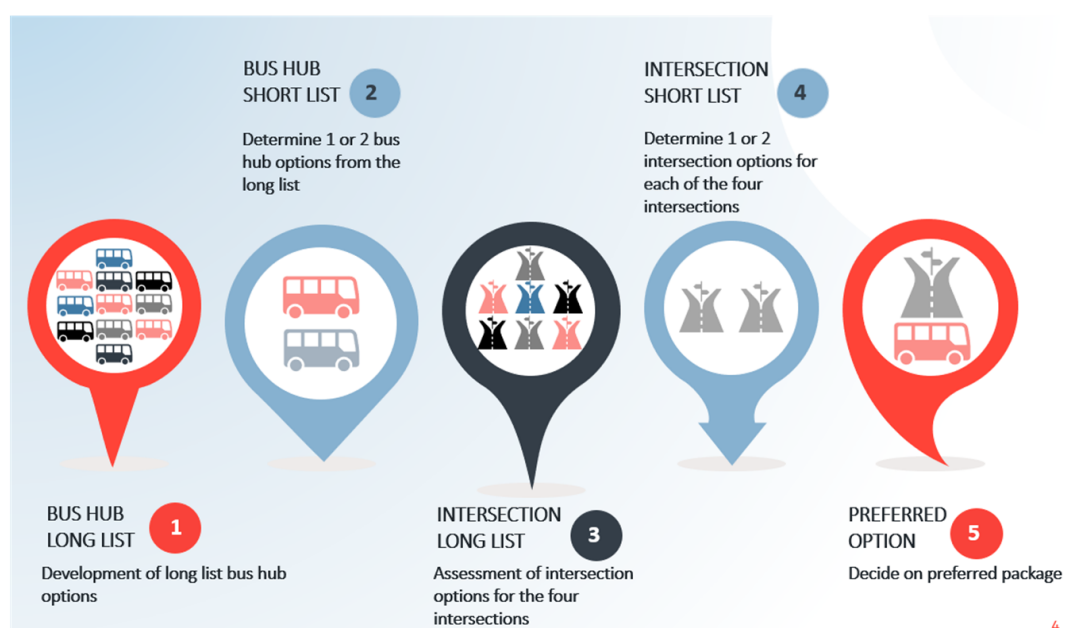 BUS HUB
SHORT LIST
2
Determine 1 or 2 bus
hub options from the
long list
INTERSECTION
SHORT LIST
4
Determine 1 or 2
intersection options for
each of the four
intersections
BUS HUB
LONG LIST
1
Development of long list bus hub
options
INTERSECTION
LONG LIST
3
Assessment of intersection
options for the four
intersections
PREFERRED
OPTION
5
Decide on preferred package
4